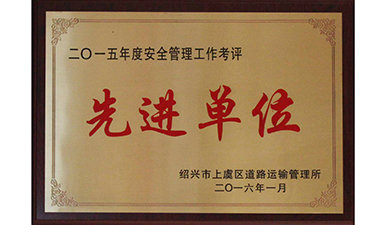 二〇一五年度安全管理工作考评
先进单位
绍兴市上虞区道路运输管理所
二〇一六年一月